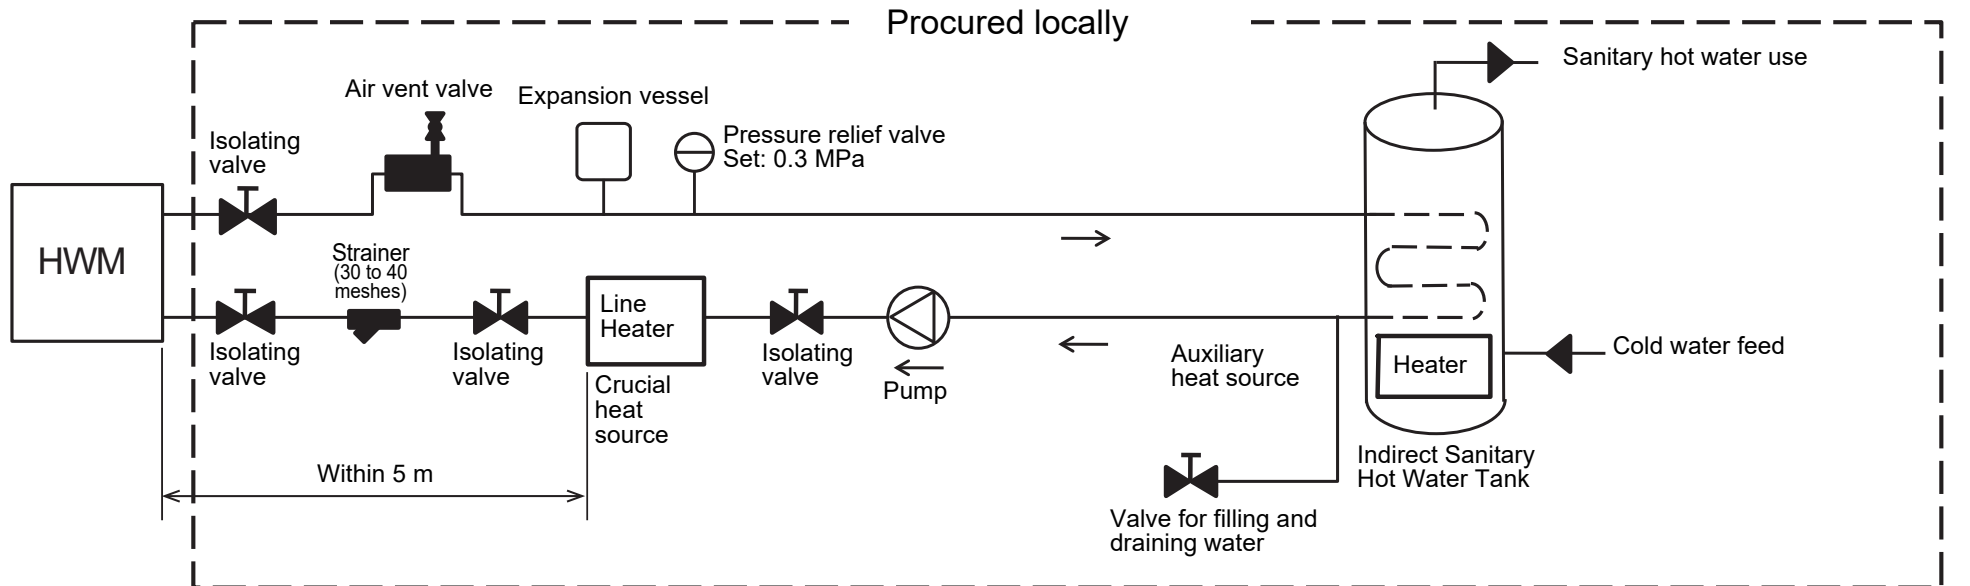 Procured locally
Sanitary hot water use
Air vent valve
Expansion vessel
Pressure relief valve
Set: 0.3 MPa
Isolating
valve
HWM
Strainer
(30 to 40
meshes)
Line
Heater
Isolating
valve
Isolating
valve
Crucial
heat
source
Isolating
valve
Pump
Auxiliary
heat source
Heater
Cold water feed
Within 5 m
Indirect Sanitary
Hot Water Tank
Valve for filling and
draining water